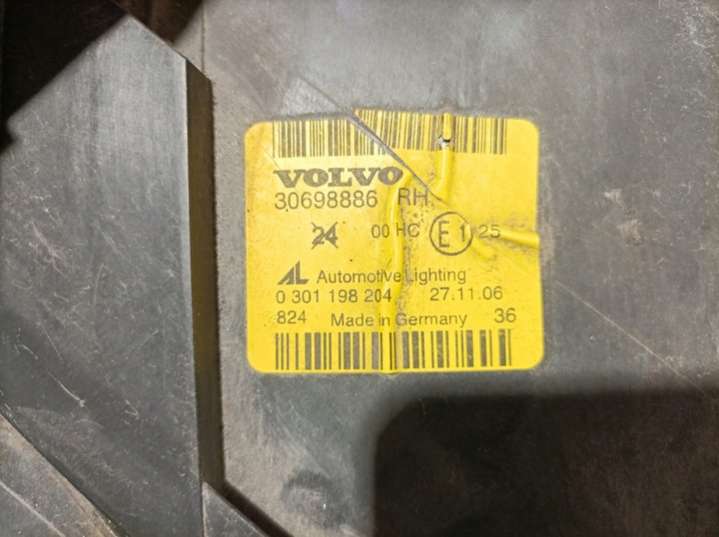 VOLVO
30698886 RH
24 00 HC E1 25
AL Automotive Lighting
0 301 198 204 27.11.06
824 Made in Germany 36